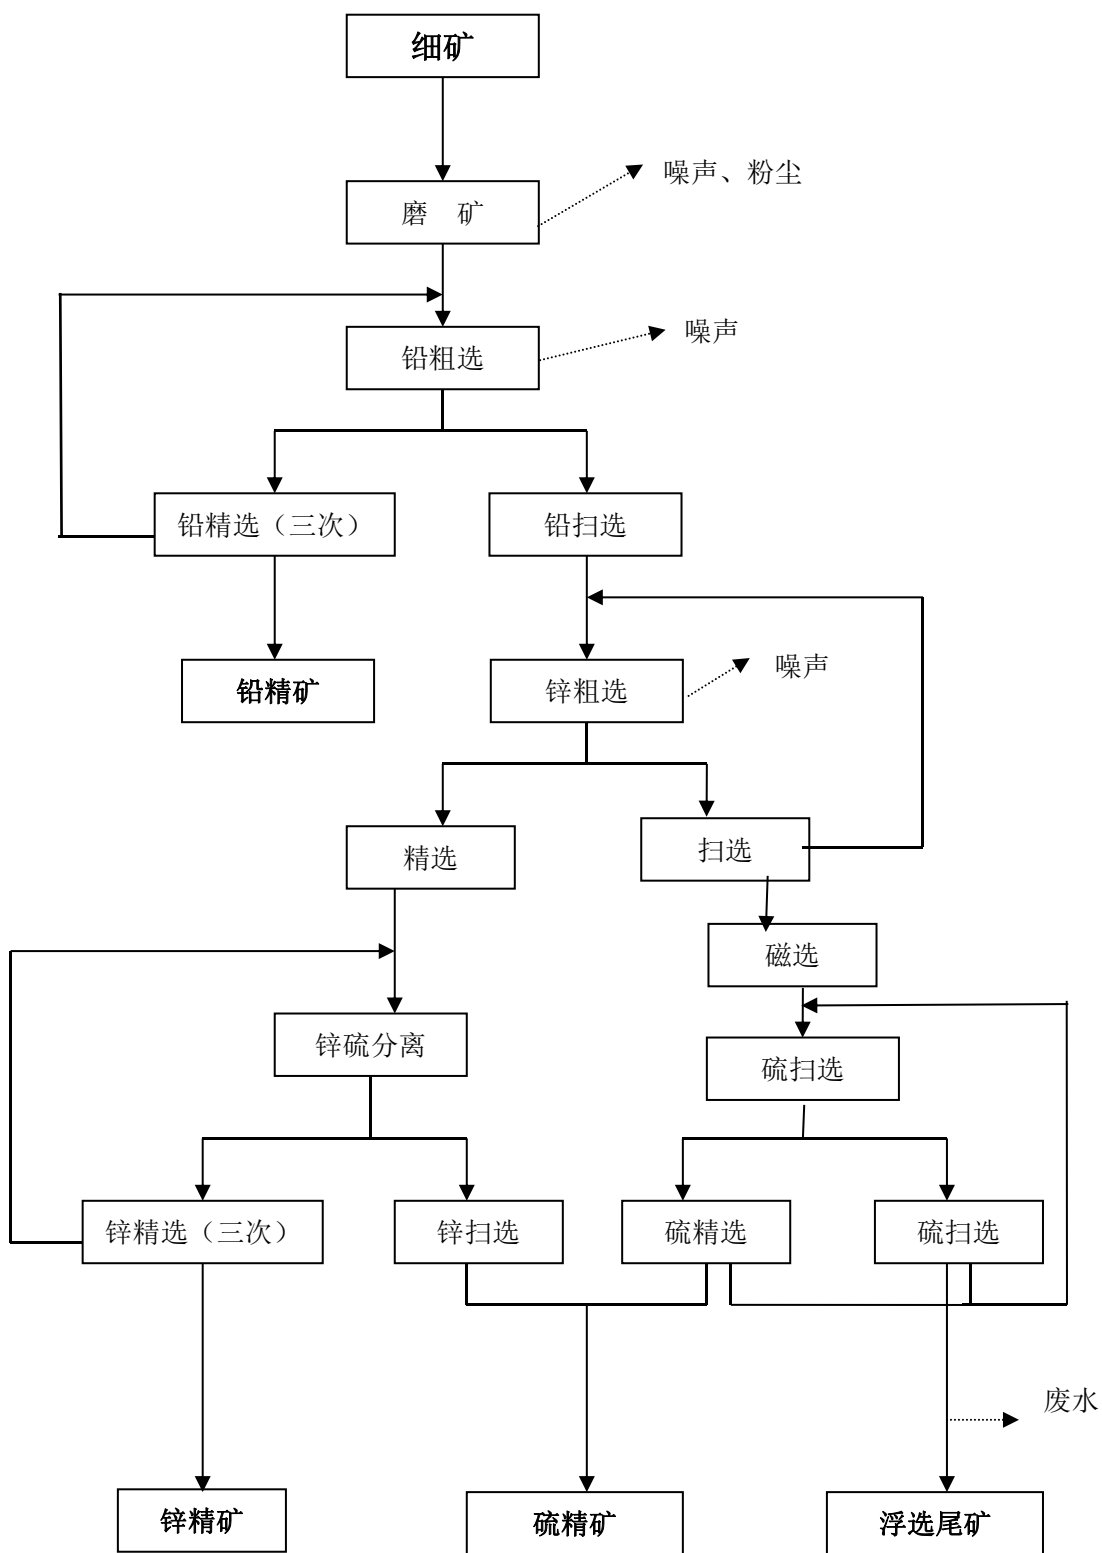 细矿
噪声、粉尘
磨　矿
噪声
铅粗选
铅精选（三次）
铅扫选
铅精矿
锌粗选
噪声
精选
扫选
磁选
锌硫分离
硫扫选
锌精选（三次）
锌扫选
硫精选
硫扫选
废水
锌精矿
硫精矿
浮选尾矿